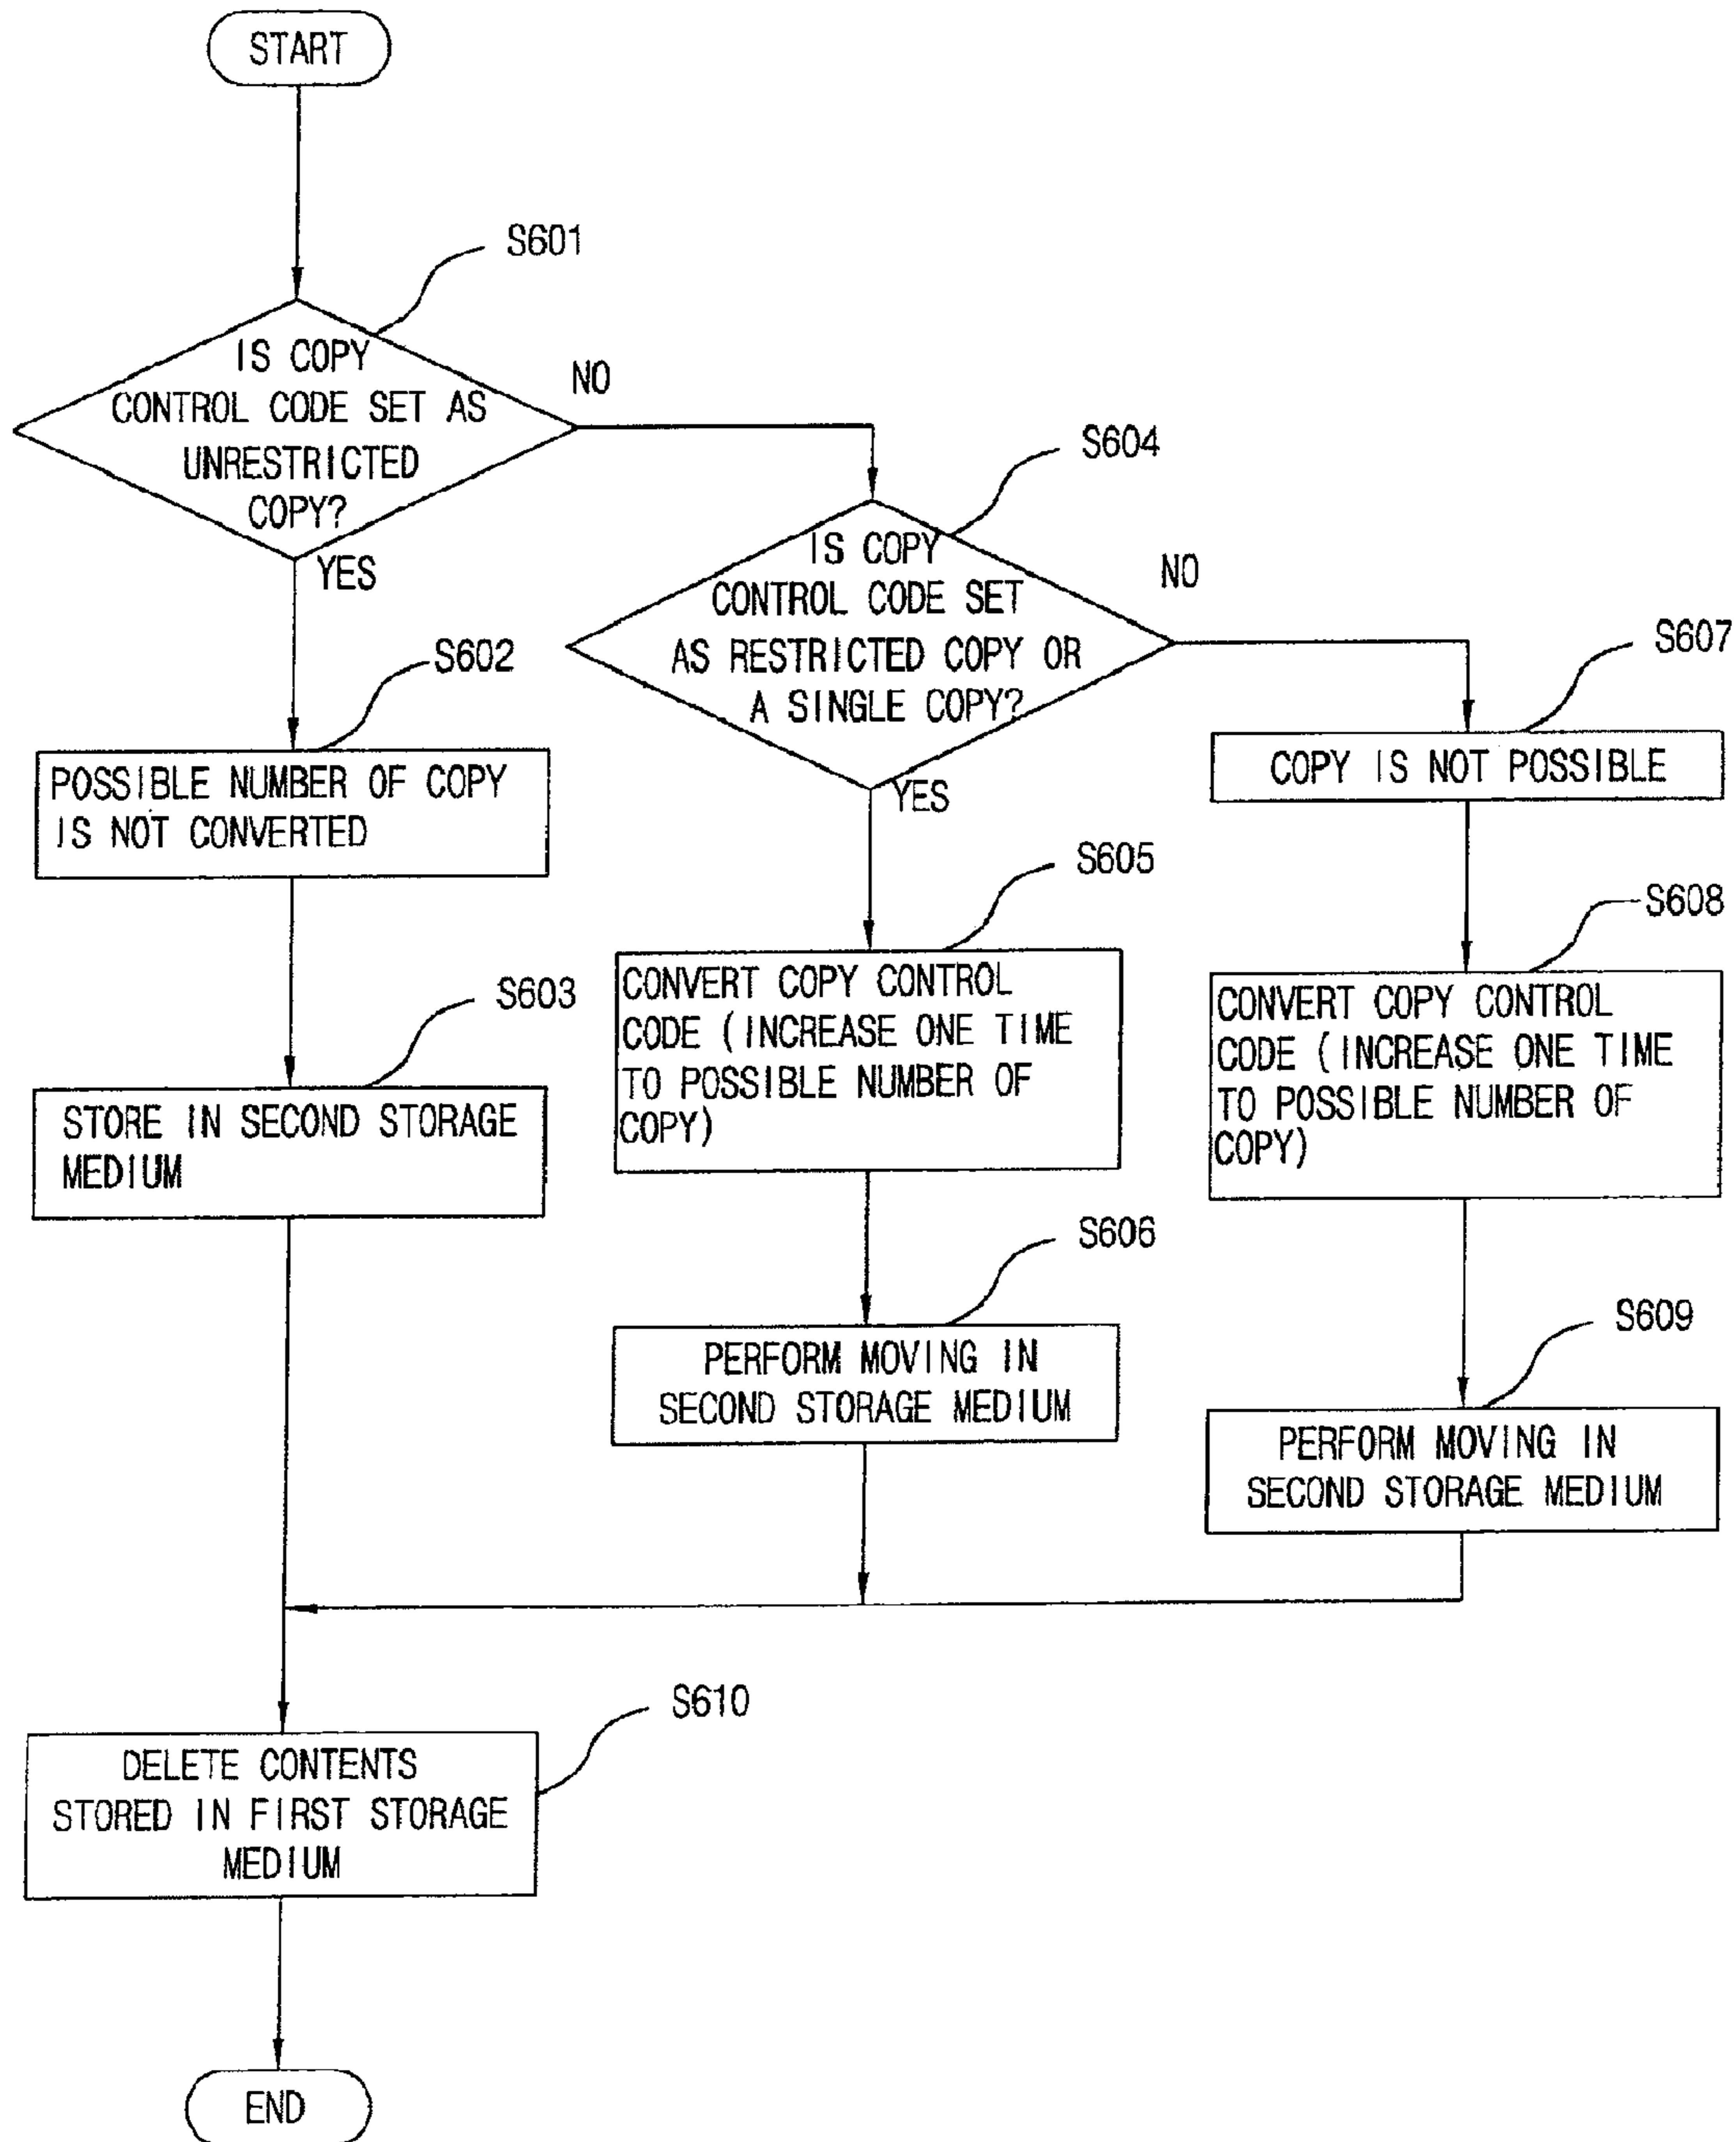 START
S601
IS COPY
CONTROL CODE SET AS
UNRESTRICTED
COPY?
NO
YES
S604
IS COPY
CONTROL CODE SET
AS RESTRICTED COPY OR
A SINGLE COPY?
NO
YES
S602
POSSIBLE NUMBER OF COPY
IS NOT CONVERTED
S607
COPY IS NOT POSSIBLE
S603
STORE IN SECOND STORAGE
MEDIUM
S605
CONVERT COPY CONTROL
CODE (INCREASE ONE TIME
TO POSSIBLE NUMBER OF
COPY)
S608
CONVERT COPY CONTROL
CODE (INCREASE ONE TIME
TO POSSIBLE NUMBER OF
COPY)
S606
PERFORM MOVING IN
SECOND STORAGE MEDIUM
S609
PERFORM MOVING IN
SECOND STORAGE MEDIUM
S610
DELETE CONTENTS
STORED IN FIRST STORAGE
MEDIUM
END